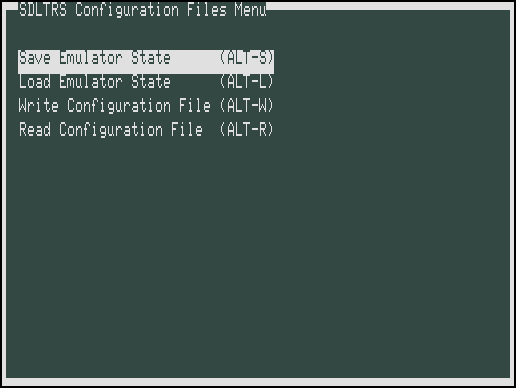 SDLTRS Configuration Files Menu
Save Emulator State (ALT-S)
Load Emulator State (ALT-L)
Write Configuration File (ALT-W)
Read Configuration File (ALT-R)